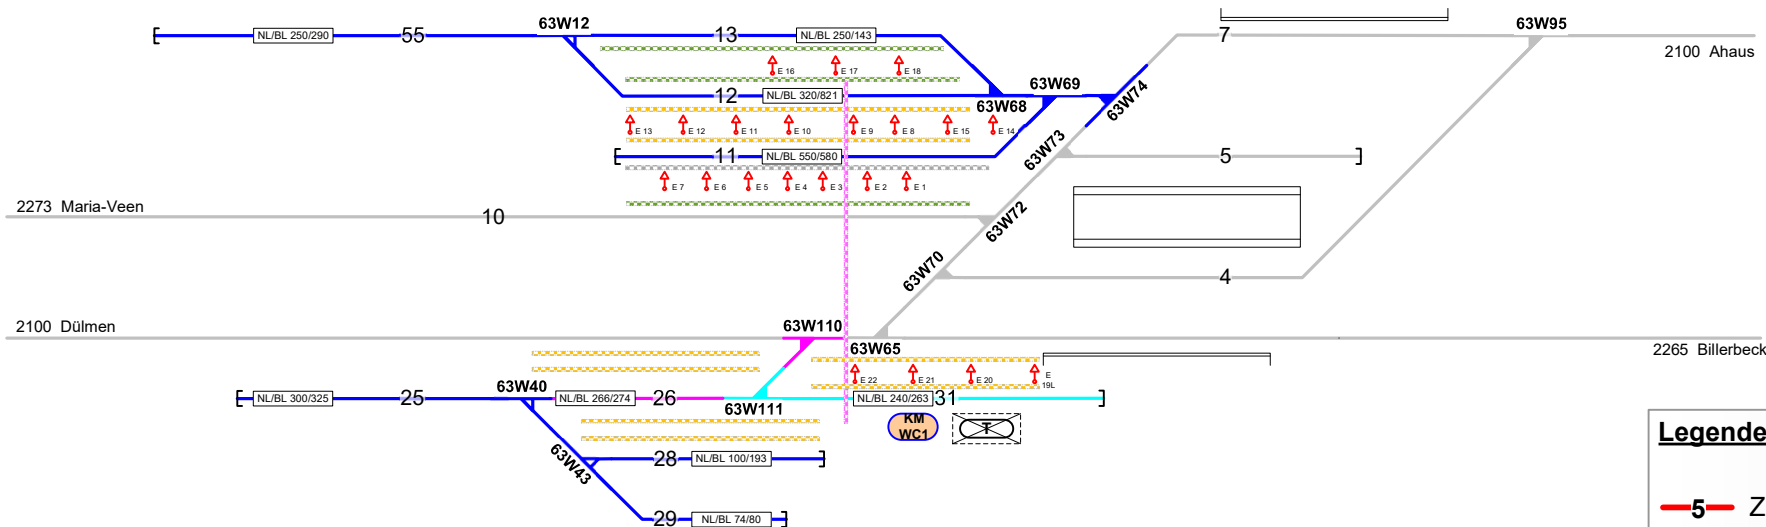 63W12
63W95
55
NL/BL 250/290
13
NL/BL 250/143
7
2100 Ahaus
E 16
E 17
E 18
63W69
12
NL/BL 320/821
63W68
63W74
E 13
E 12
E 11
E 10
E 9
E 8
E 15
E 14
63W73
11
NL/BL 550/580
5
E 7
E 6
E 5
E 4
E 3
E 2
E 1
2273 Maria-Veen
10
63W72
63W70
4
2100 Dülmen
63W110
63W65
2265 Billerbeck
E 22
E 21
E 20
E
19L
63W40
NL/BL 300/325
25
NL/BL 266/274
26
63W111
NL/BL 240/263
31
KM
WC1
T
63W43
28
NL/BL 100/193
29
NL/BL 74/80
Legende
5 Z